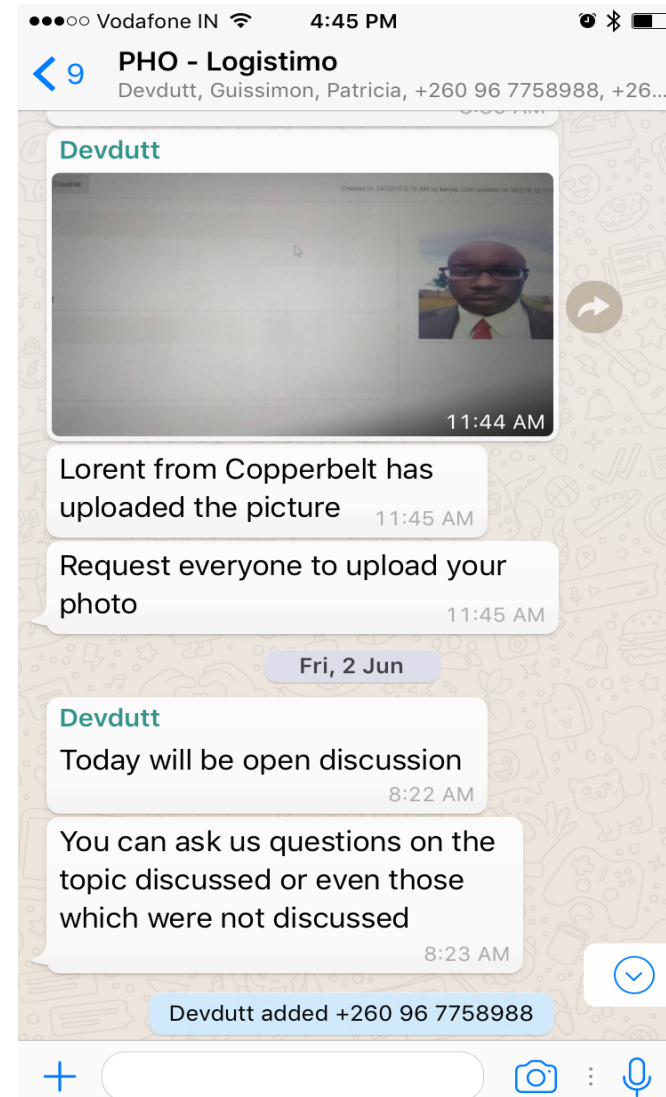 Vodafone IN 4:45 PM
9 PHO - Logistimo
Devdutt, Guissimon, Patricia, +260 96 7758988, +26...
Devdutt
Disable
11:44 AM
Lorent from Copperbelt has
uploaded the picture 11:45 AM
Request everyone to upload your
photo 11:45 AM
Fri, 2 Jun
Devdutt
Today will be open discussion
8:22 AM
You can ask us questions on the
topic discussed or even those
which were not discussed
8:23 AM
Devdutt added +260 96 7758988